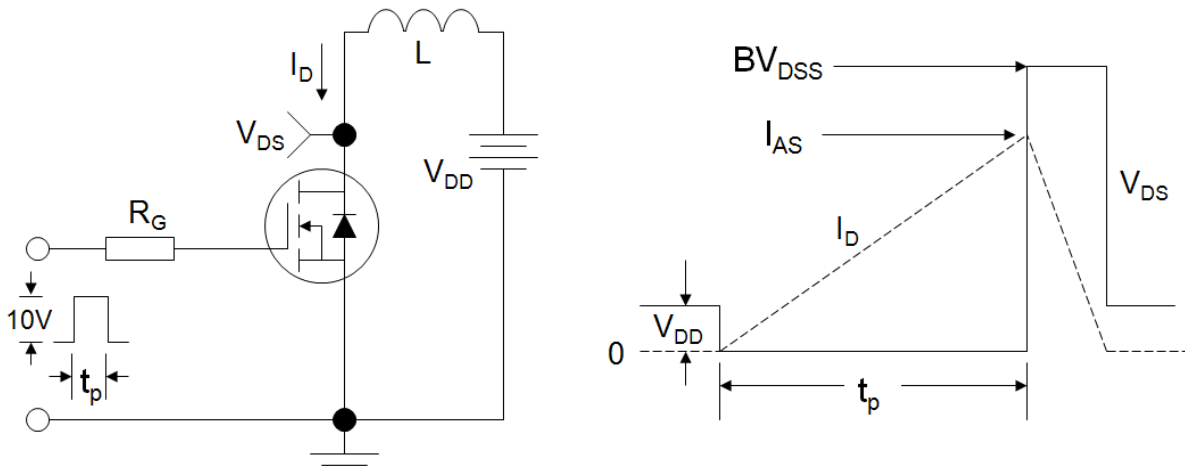 I_D
L
V_DS
V_DD
R_G
10V
t_p
BV_DSS
I_AS
V_DS
I_D
V_DD
0
t_p